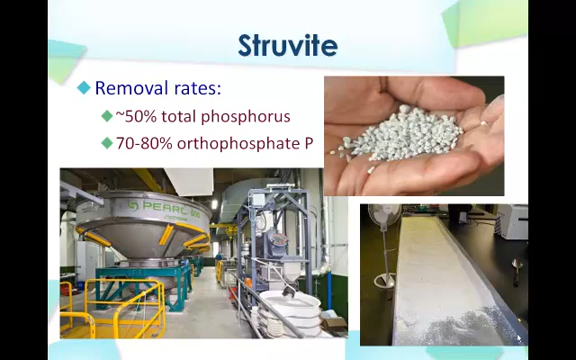 Struvite
Removal rates:
~50% total phosphorus
70-80% orthophosphate P
PEARL